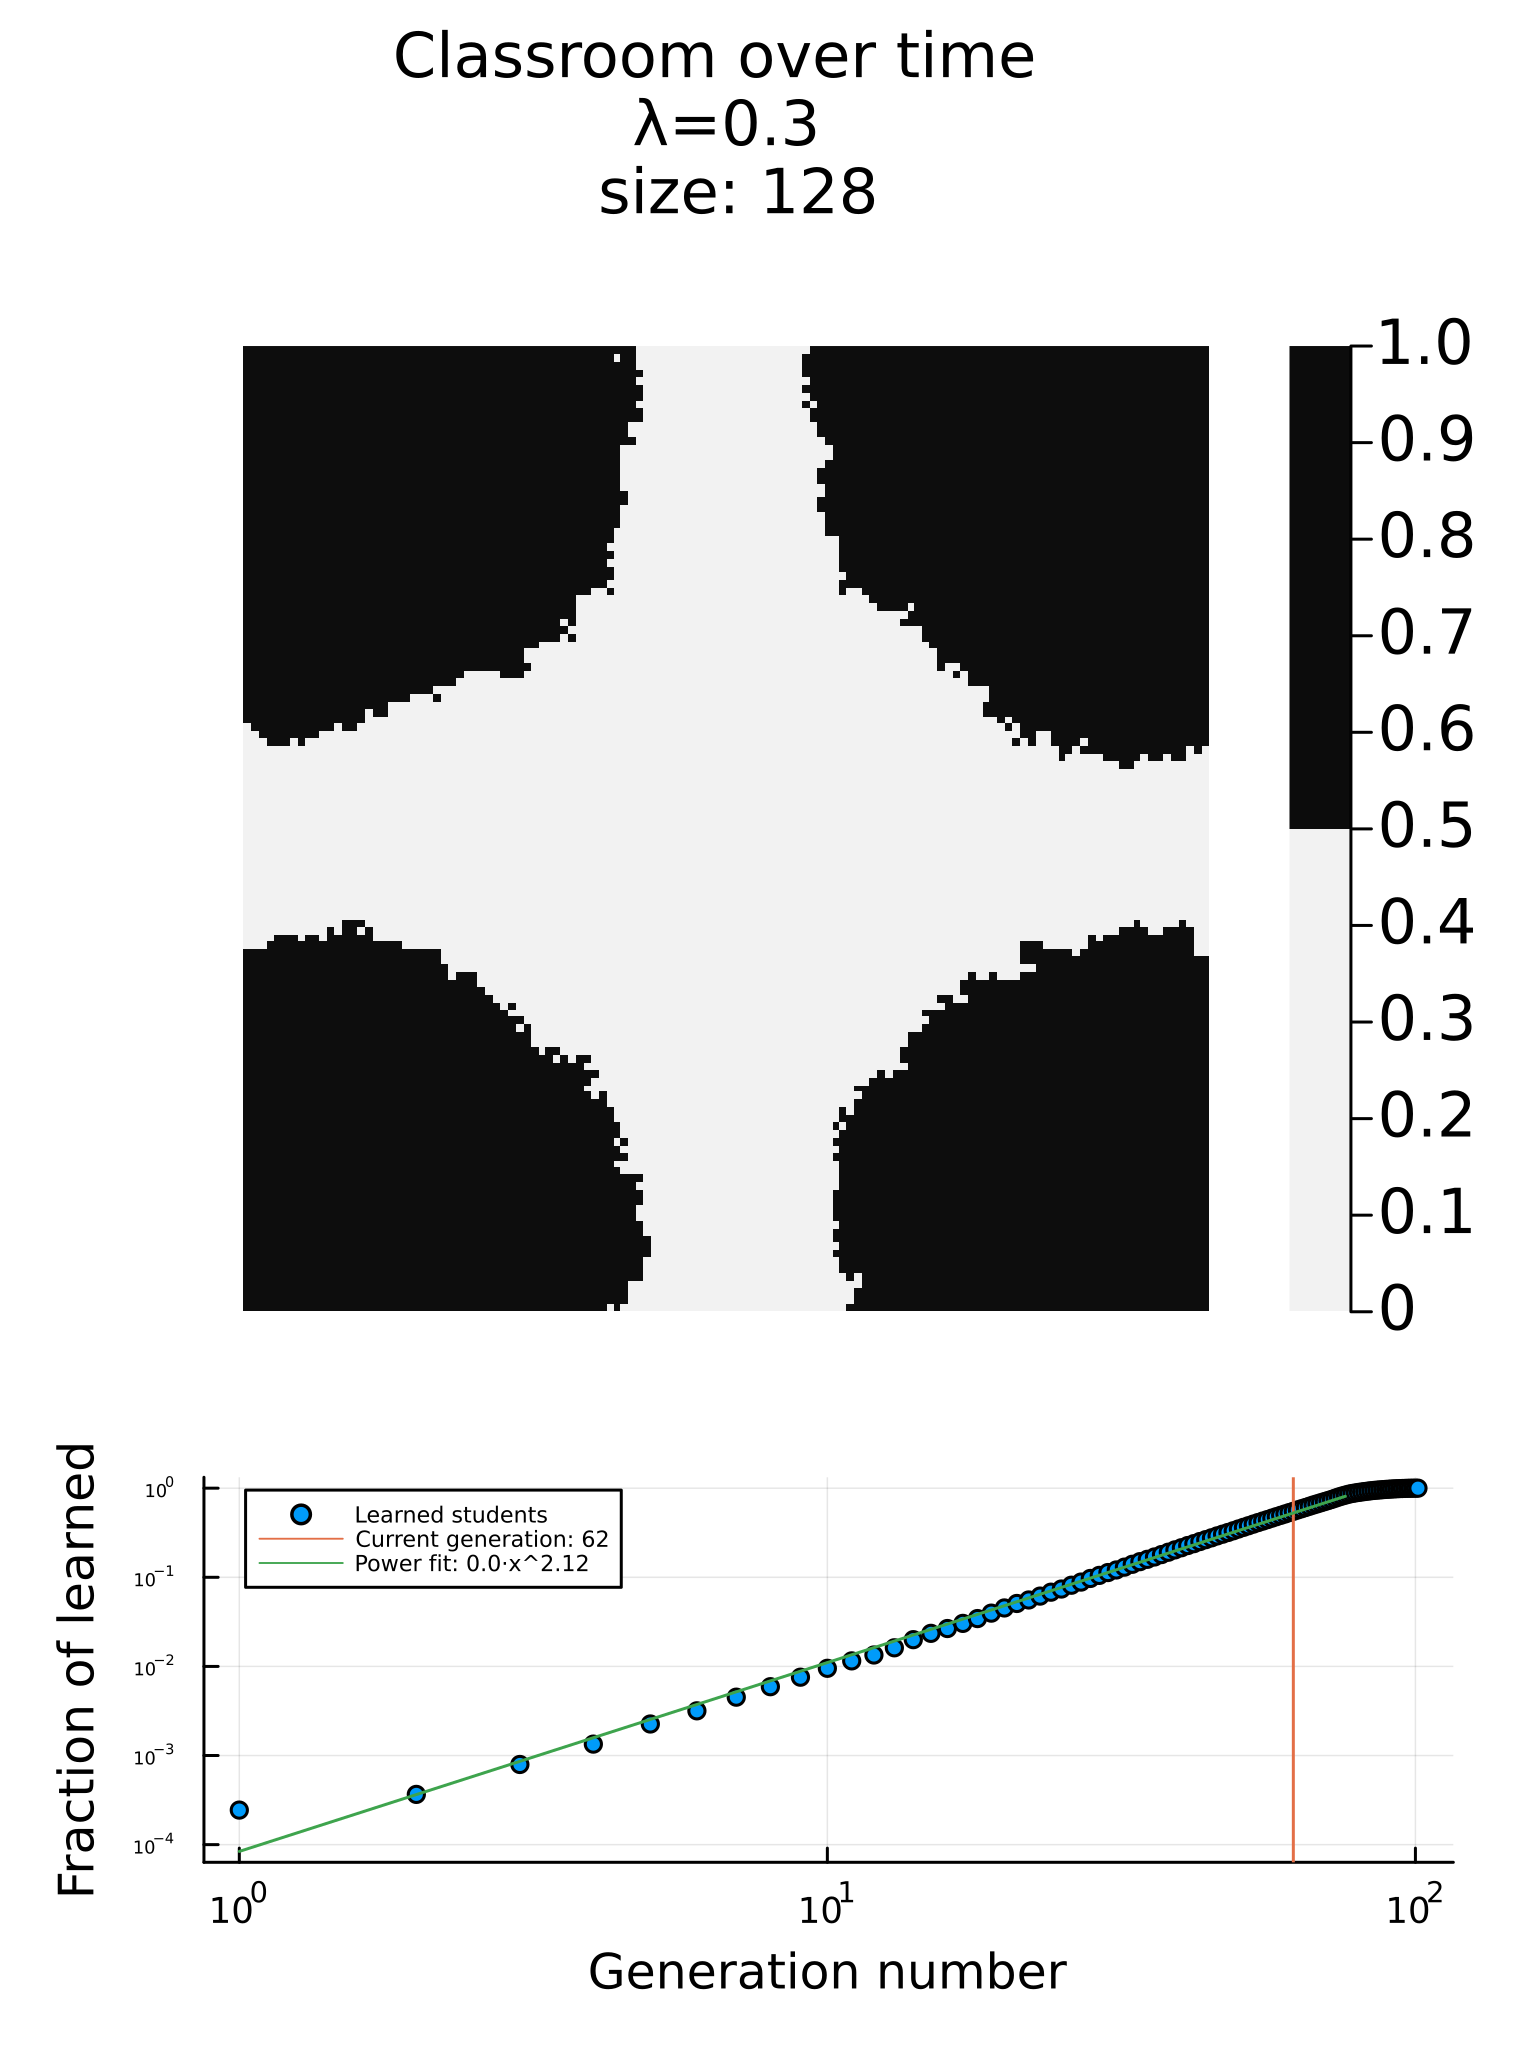 Classroom over time
λ=0.3
size: 128
1.0
0.9
0.8
0.7
0.6
0.5
0.4
0.3
0.2
0.1
0
Fraction of learned
10^0
10^-1
10^-2
10^-3
10^-4
Learned students
Current generation: 62
Power fit: 0.0·x^2.12
10^0
10^1
10^2
Generation number